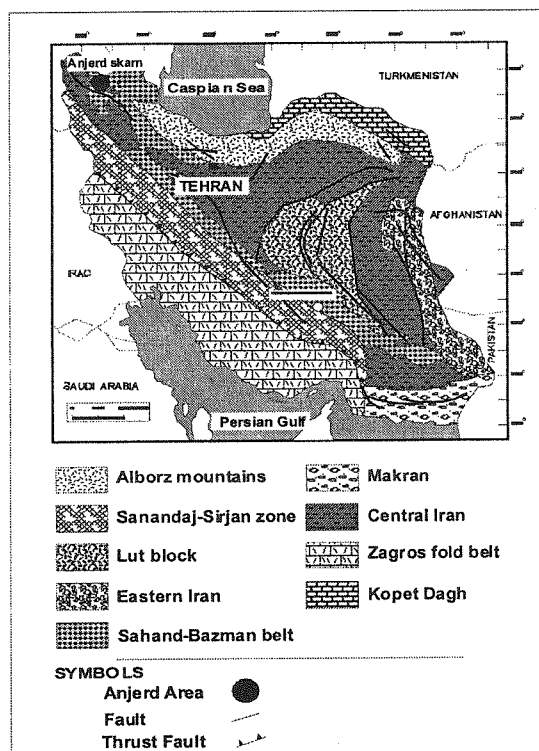 Anjerd skarn
Caspian Sea
TURKMENISTAN
TEHRAN
AFGHANISTAN
IRAQ
PAKISTAN
SAUDI ARABIA
Persian Gulf
Alborz mountains
Makran
Sanandaj-Sirjan zone
Central Iran
Lut block
Zagros fold belt
Eastern Iran
Kopet Dagh
Sahand-Bazman belt
SYMBOLS
Anjerd Area
Fault
Thrust Fault